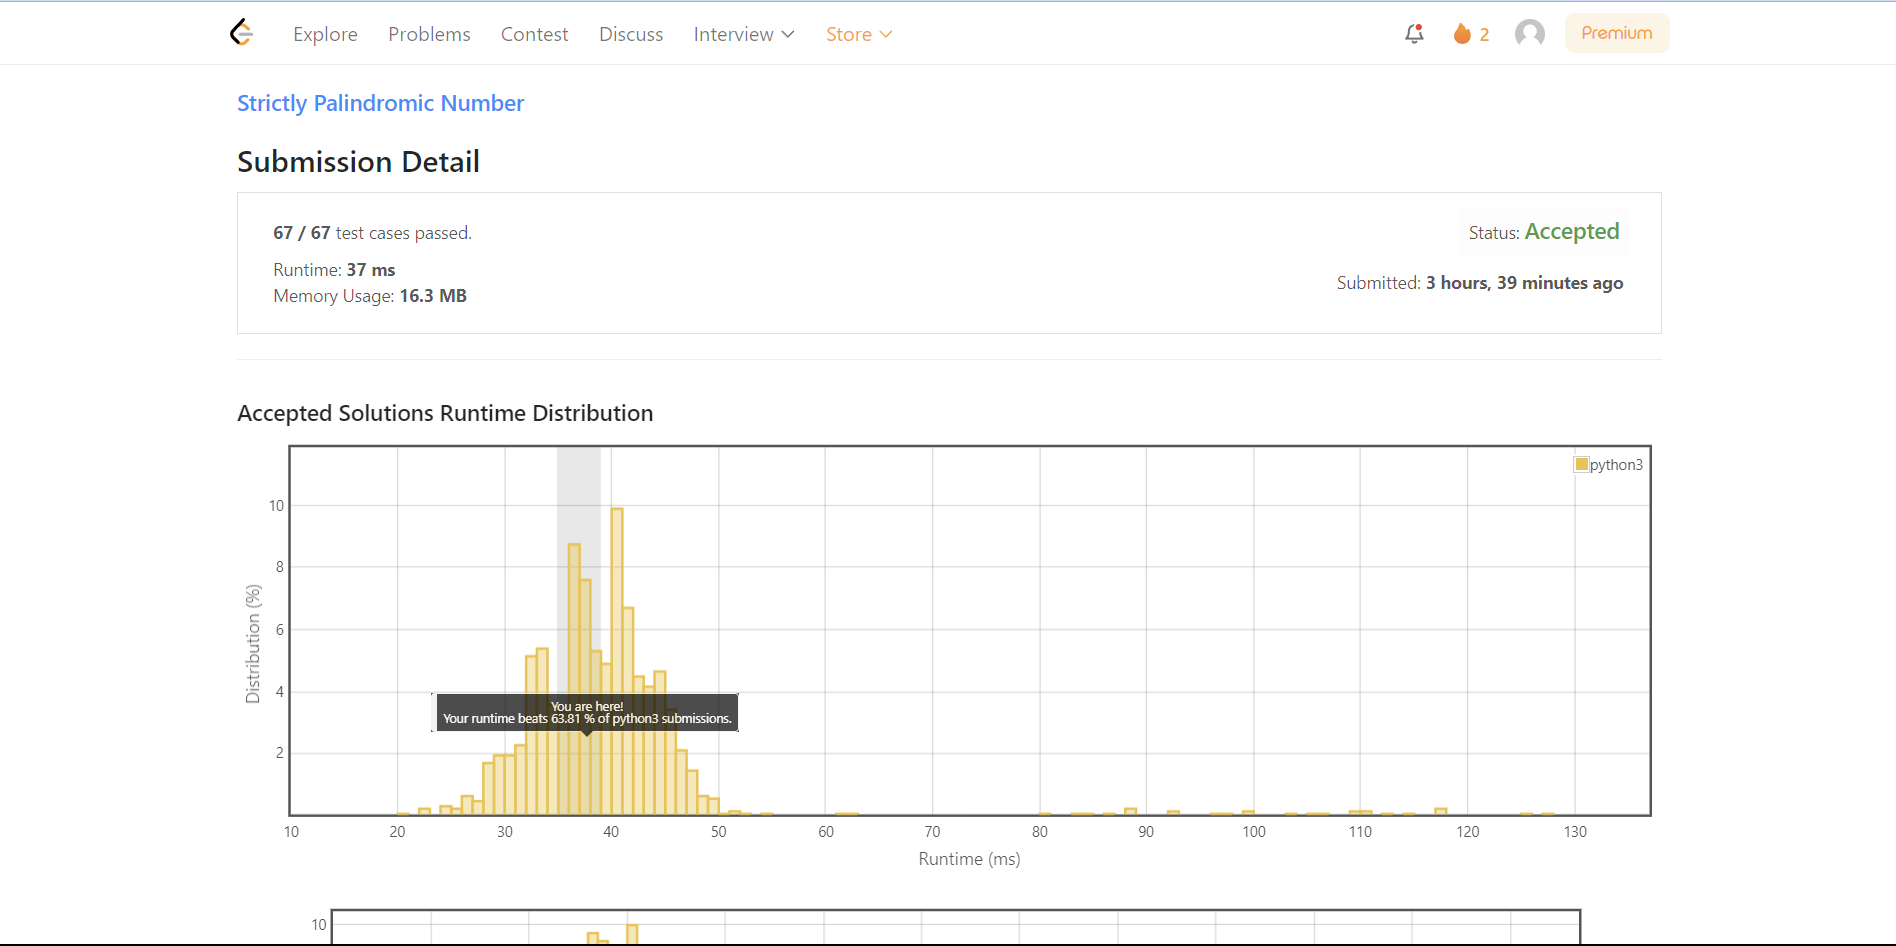 Explore Problems Contest Discuss Interview Store 2 Premium
Strictly Palindromic Number
Submission Detail
67 / 67 test cases passed.
Status: Accepted
Runtime: 37 ms
Memory Usage: 16.3 MB
Submitted: 3 hours, 39 minutes ago
Accepted Solutions Runtime Distribution
python3
10
8
6
4
2
Distribution (%)
You are here!
Your runtime beats 63.81 % of python3 submissions.
10 20 30 40 50 60 70 80 90 100 110 120 130
Runtime (ms)
10